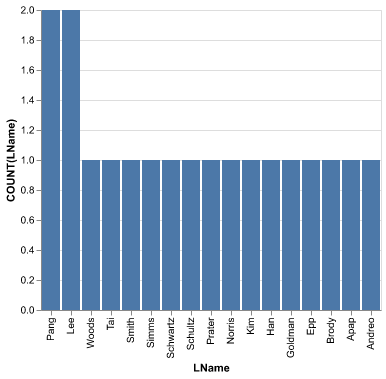 2.0
1.8
1.6
1.4
1.2
1.0
0.8
0.6
0.4
0.2
0.0
COUNT(LName)
Pang
Lee
Woods
Tai
Smith
Simms
Schwartz
Schultz
Prater
Norris
Kim
Han
Goldman
Epp
Brody
Apap
Andreo
LName